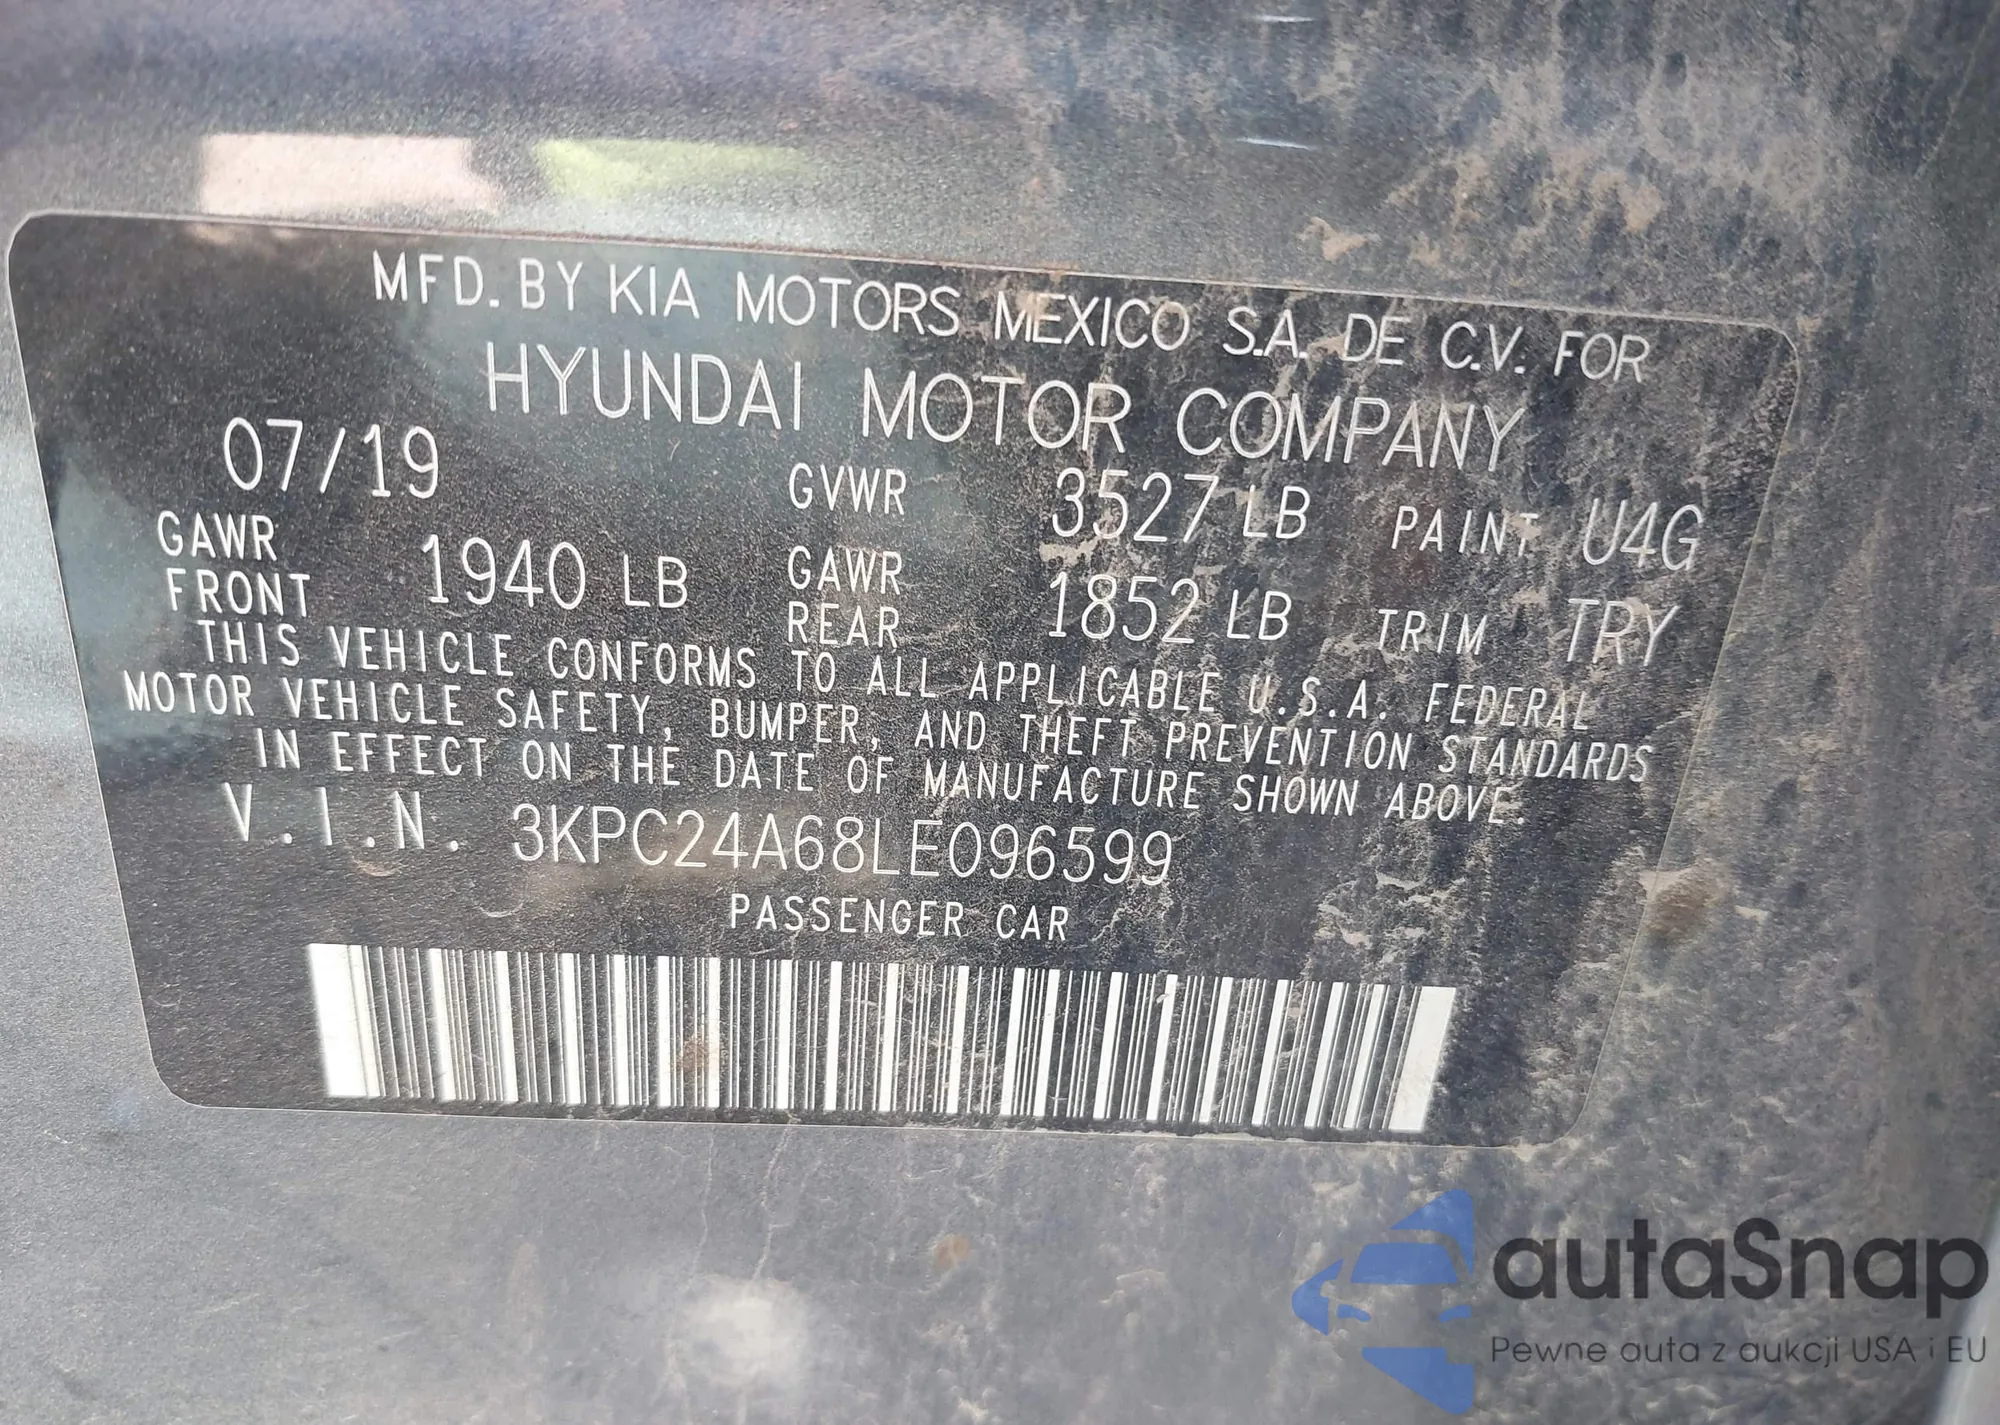 MFD. BY KIA MOTORS MEXICO S.A. DE C.V. FOR
HYUNDAI MOTOR COMPANY
07/19 GVWR 3527 LB PAINT U4G
GAWR FRONT 1940 LB GAWR REAR 1852 LB TRIM TRY
THIS VEHICLE CONFORMS TO ALL APPLICABLE U.S.A. FEDERAL
MOTOR VEHICLE SAFETY, BUMPER, AND THEFT PREVENTION STANDARDS
IN EFFECT ON THE DATE OF MANUFACTURE SHOWN ABOVE.
V.I.N. 3KPC24A68LE096599
PASSENGER CAR
autaSnap
Pewne auta z aukcji USA i EU